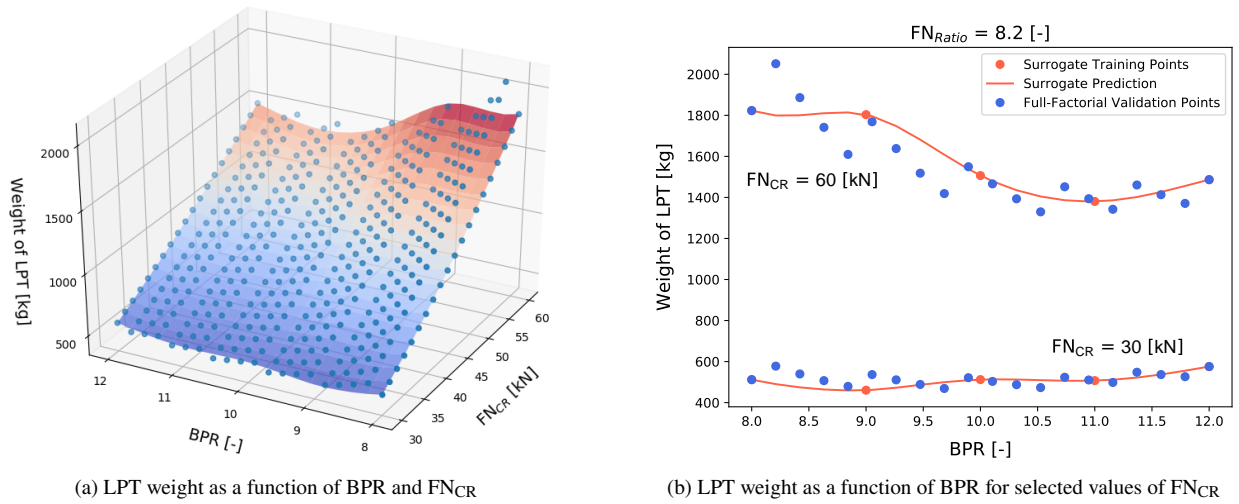 2000
1500
1000
500
Weight of LPT [kg]
12
11
10
9
8
BPR [-]
30
35
40
45
50
55
60
FN_CR [kN]
(a) LPT weight as a function of BPR and FN_CR
FN_Ratio = 8.2 [-]
Surrogate Training Points
Surrogate Prediction
Full-Factorial Validation Points
FN_CR = 60 [kN]
FN_CR = 30 [kN]
2000
1800
1600
1400
1200
1000
800
600
400
Weight of LPT [kg]
8.0 8.5 9.0 9.5 10.0 10.5 11.0 11.5 12.0
BPR [-]
(b) LPT weight as a function of BPR for selected values of FN_CR